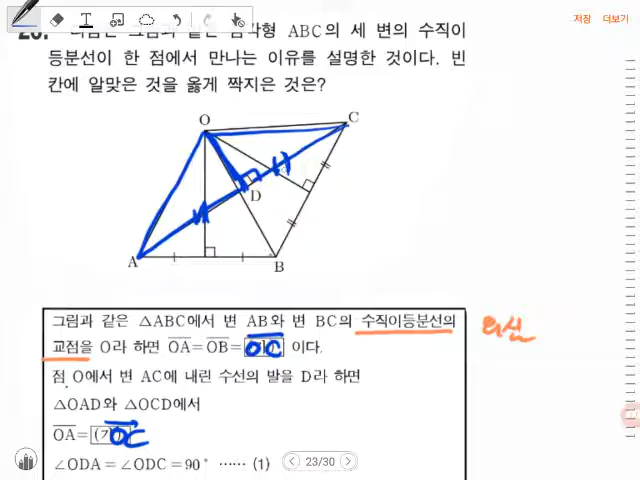 저장 더보기
그림과 같은 삼각형 ABC의 세 변의 수직이
등분선이 한 점에서 만나는 이유를 설명한 것이다. 빈
칸에 알맞은 것을 옳게 짝지은 것은?
O
C
D
A
B
그림과 같은 △ABC에서 변 AB와 변 BC의 수직이등분선의
외심
교점을 O라 하면 OA=OB=OC 이다.
점 O에서 변 AC에 내린 수선의 발을 D라 하면
△OAD와 △OCD에서
OA=(가) OC
∠ODA=∠ODC=90° ⋯⋯ (1)
23/30